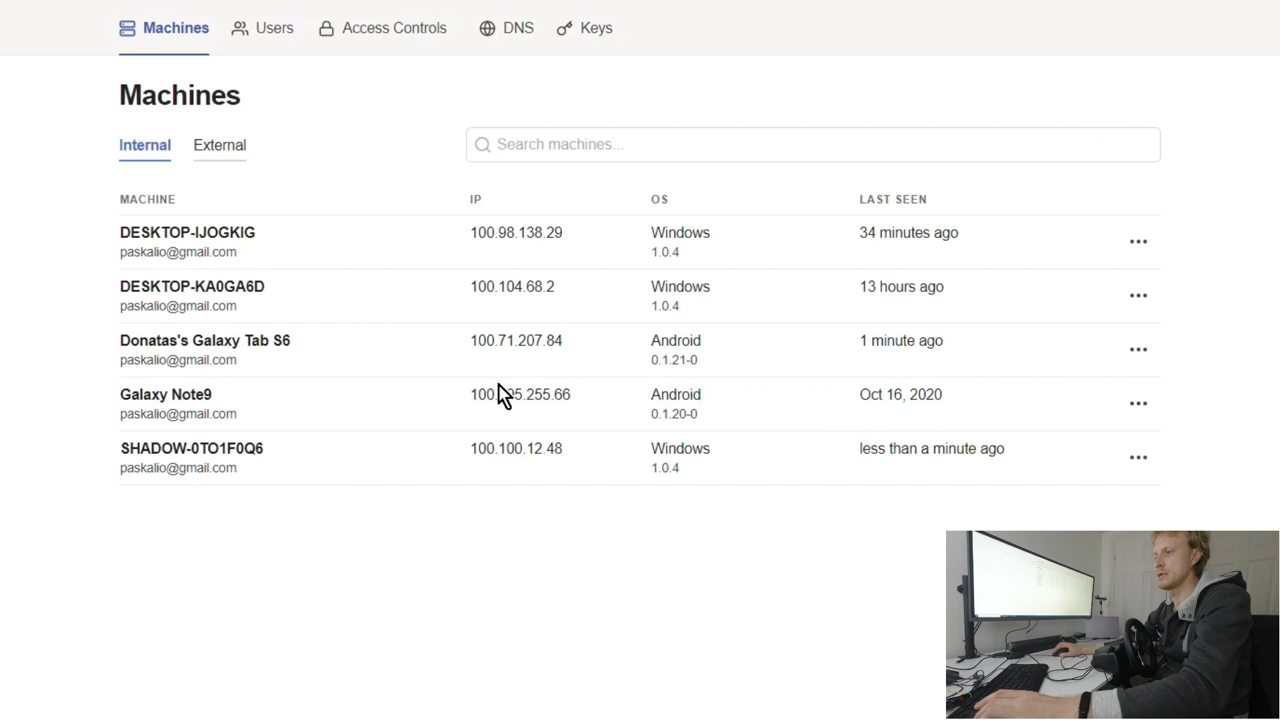 Machines Users Access Controls DNS Keys
Machines
Internal External Search machines...
MACHINE IP OS LAST SEEN
DESKTOP-IJOGKIG 100.98.138.29 Windows 34 minutes ago
paskalio@gmail.com 1.0.4
DESKTOP-KA0GA6D 100.104.68.2 Windows 13 hours ago
paskalio@gmail.com 1.0.4
Donatas's Galaxy Tab S6 100.71.207.84 Android 1 minute ago
paskalio@gmail.com 0.1.21-0
Galaxy Note9 Android Oct 16, 2020
paskalio@gmail.com 0.1.20-0
SHADOW-0TO1F0Q6 100.100.12.48 Windows less than a minute ago
paskalio@gmail.com 1.0.4